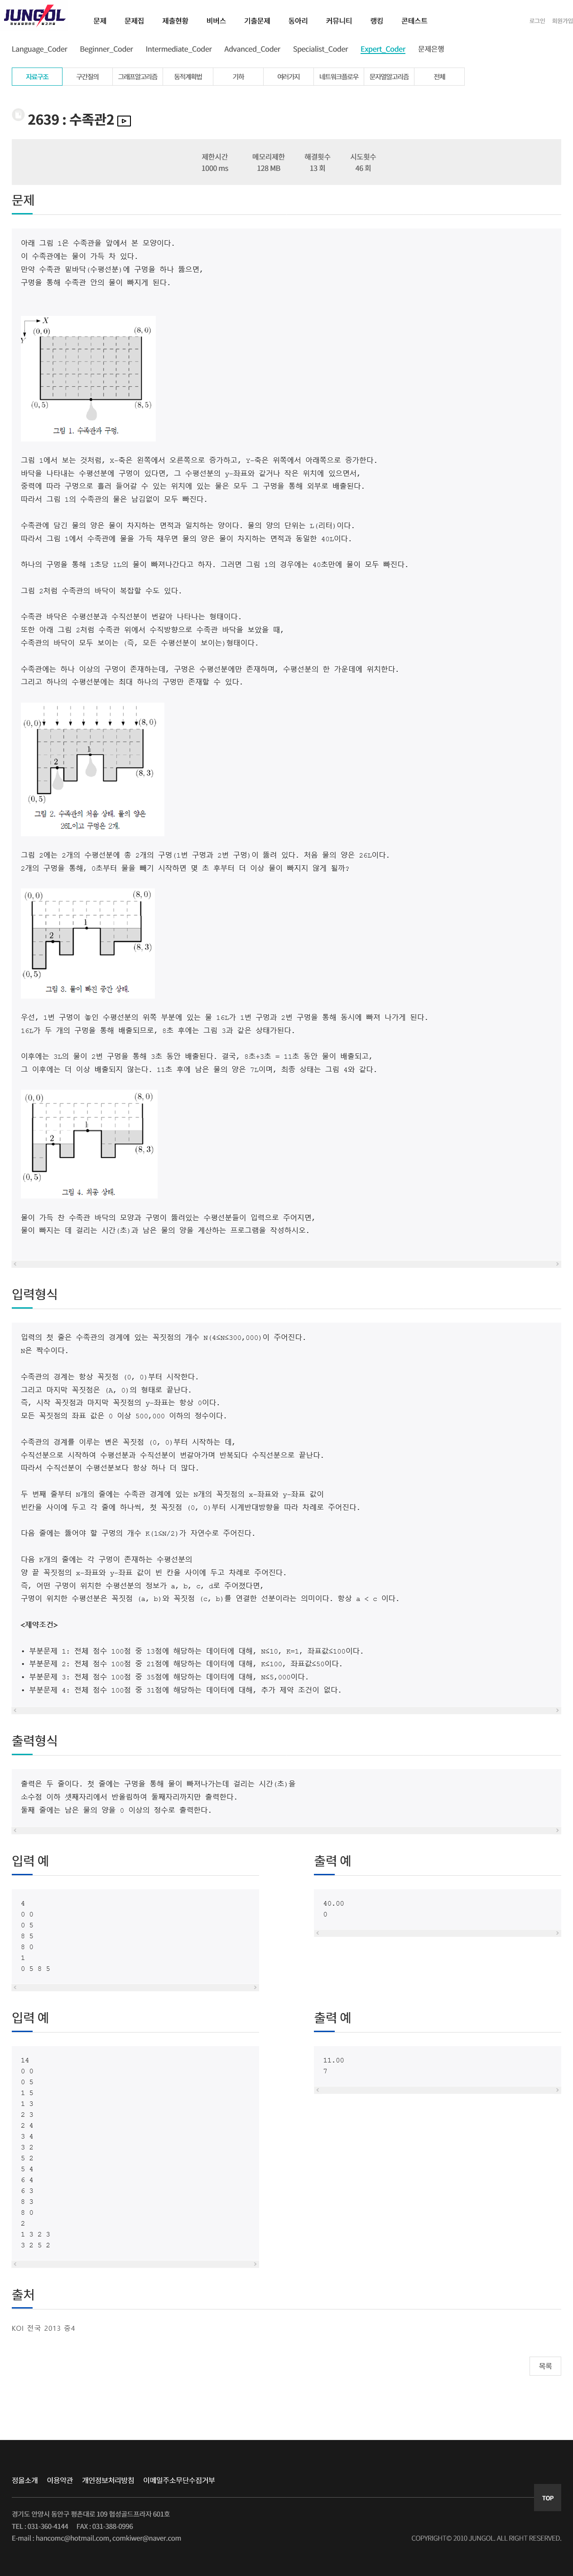 JUNGOL
문제 문제집 제출현황 비버스 기출문제 동아리 커뮤니티 랭킹 콘테스트
로그인 회원가입
Language_Coder Beginner_Coder Intermediate_Coder Advanced_Coder Specialist_Coder Expert_Coder 문제은행
자료구조 구간질의 그래프알고리즘 동적계획법 기하 여러가지 네트워크플로우 문자열알고리즘 전체
2639 : 수족관2
제한시간 메모리제한 해결횟수 시도횟수
1000 ms 128 MB 13 회 46 회
문제
아래 그림 1은 수족관을 앞에서 본 모양이다.
이 수족관에는 물이 가득 차 있다.
만약 수족관 밑바닥(수평선분)에 구멍을 하나 뚫으면,
구멍을 통해 수족관 안의 물이 빠지게 된다.
X
(0,0) (8,0)
Y
(0,5) (8,5)
그림 1. 수족관과 구멍.
그림 1에서 보는 것처럼, X-축은 왼쪽에서 오른쪽으로 증가하고, Y-축은 위쪽에서 아래쪽으로 증가한다.
바닥을 나타내는 수평선분에 구멍이 있다면, 그 수평선분의 y-좌표와 같거나 작은 위치에 있으면서,
중력에 따라 구멍으로 흘러 들어갈 수 있는 위치에 있는 물은 모두 그 구멍을 통해 외부로 배출된다.
따라서 그림 1의 수족관의 물은 남김없이 모두 빠진다.
수족관에 담긴 물의 양은 물이 차지하는 면적과 일치하는 양이다. 물의 양의 단위는 L(리터)이다.
따라서 그림 1에서 수족관에 물을 가득 채우면 물의 양은 물이 차지하는 면적과 동일한 40L이다.
하나의 구멍을 통해 1초당 1L의 물이 빠져나간다고 하자. 그러면 그림 1의 경우에는 40초만에 물이 모두 빠진다.
그림 2처럼 수족관의 바닥이 복잡할 수도 있다.
수족관 바닥은 수평선분과 수직선분이 번갈아 나타나는 형태이다.
또한 아래 그림 2처럼 수족관 위에서 수직방향으로 수족관 바닥을 보았을 때,
수족관의 바닥이 모두 보이는 (즉, 모든 수평선분이 보이는)형태이다.
수족관에는 하나 이상의 구멍이 존재하는데, 구멍은 수평선분에만 존재하며, 수평선분의 한 가운데에 위치한다.
그리고 하나의 수평선분에는 최대 하나의 구멍만 존재할 수 있다.
(0,0) (8,0)
1
2
(8,3)
(0,5)
그림 2. 수족관의 처음 상태. 물의 양은
26L이고 구멍은 2개.
그림 2에는 2개의 수평선분에 총 2개의 구멍(1번 구멍과 2번 구멍)이 뚫려 있다. 처음 물의 양은 26L이다.
2개의 구멍을 통해, 0초부터 물을 빼기 시작하면 몇 초 후부터 더 이상 물이 빠지지 않게 될까?
(0,0) (8,0)
1
2
(8,3)
(0,5)
그림 3. 물이 빠진 중간 상태.
우선, 1번 구멍이 놓인 수평선분의 위쪽 부분에 있는 물 16L가 1번 구멍과 2번 구멍을 통해 동시에 빠져 나가게 된다.
16L가 두 개의 구멍을 통해 배출되므로, 8초 후에는 그림 3과 같은 상태가된다.
이후에는 3L의 물이 2번 구멍을 통해 3초 동안 배출된다. 결국, 8초+3초 = 11초 동안 물이 배출되고,
그 이후에는 더 이상 배출되지 않는다. 11초 후에 남은 물의 양은 7L이며, 최종 상태는 그림 4와 같다.
(0,0) (8,0)
1
2
(8,3)
(0,5)
그림 4. 최종 상태.
물이 가득 찬 수족관 바닥의 모양과 구멍이 뚫려있는 수평선분들이 입력으로 주어지면,
물이 빠지는 데 걸리는 시간(초)과 남은 물의 양을 계산하는 프로그램을 작성하시오.
입력형식
입력의 첫 줄은 수족관의 경계에 있는 꼭짓점의 개수 N(4≤N≤300,000)이 주어진다.
N은 짝수이다.
수족관의 경계는 항상 꼭짓점 (0, 0)부터 시작한다.
그리고 마지막 꼭짓점은 (A, 0)의 형태로 끝난다.
즉, 시작 꼭짓점과 마지막 꼭짓점의 y-좌표는 항상 0이다.
모든 꼭짓점의 좌표 값은 0 이상 500,000 이하의 정수이다.
수족관의 경계를 이루는 변은 꼭짓점 (0, 0)부터 시작하는 데,
수직선분으로 시작하여 수평선분과 수직선분이 번갈아가며 반복되다 수직선분으로 끝난다.
따라서 수직선분이 수평선분보다 항상 하나 더 많다.
두 번째 줄부터 N개의 줄에는 수족관 경계에 있는 N개의 꼭짓점의 x-좌표와 y-좌표 값이
빈칸을 사이에 두고 각 줄에 하나씩, 첫 꼭짓점 (0, 0)부터 시계반대방향을 따라 차례로 주어진다.
다음 줄에는 뚫어야 할 구멍의 개수 K(1≤N/2)가 자연수로 주어진다.
다음 K개의 줄에는 각 구멍이 존재하는 수평선분의
양 끝 꼭짓점의 x-좌표와 y-좌표 값이 빈 칸을 사이에 두고 차례로 주어진다.
즉, 어떤 구멍이 위치한 수평선분의 정보가 a, b, c, d로 주어졌다면,
구멍이 위치한 수평선분은 꼭짓점 (a, b)와 꼭짓점 (c, b)를 연결한 선분이라는 의미이다. 항상 a < c 이다.
<제약조건>
• 부분문제 1: 전체 점수 100점 중 13점에 해당하는 데이터에 대해, N≤10, K=1, 좌표값≤100이다.
• 부분문제 2: 전체 점수 100점 중 21점에 해당하는 데이터에 대해, K≤100, 좌표값≤50이다.
• 부분문제 3: 전체 점수 100점 중 35점에 해당하는 데이터에 대해, N≤5,000이다.
• 부분문제 4: 전체 점수 100점 중 31점에 해당하는 데이터에 대해, 추가 제약 조건이 없다.
출력형식
출력은 두 줄이다. 첫 줄에는 구멍을 통해 물이 빠져나가는데 걸리는 시간(초)을
소수점 이하 셋째자리에서 반올림하여 둘째자리까지만 출력한다.
둘째 줄에는 남은 물의 양을 0 이상의 정수로 출력한다.
입력 예
4
0 0
0 5
8 5
8 0
1
0 5 8 5
출력 예
40.00
0
입력 예
14
0 0
0 5
1 5
1 3
2 3
2 4
3 4
3 2
5 2
5 4
6 4
6 3
8 3
8 0
2
1 3 2 3
3 2 5 2
출력 예
11.00
7
출처
KOI 전국 2013 중4
목록
정올소개 이용약관 개인정보처리방침 이메일주소무단수집거부
TOP
경기도 안양시 동안구 평촌대로 109 협성골드프라자 601호
TEL : 031-360-4144 FAX : 031-388-0996
E-mail : hancomc@hotmail.com, comkiwer@naver.com
COPYRIGHT© 2010 JUNGOL. ALL RIGHT RESERVED.